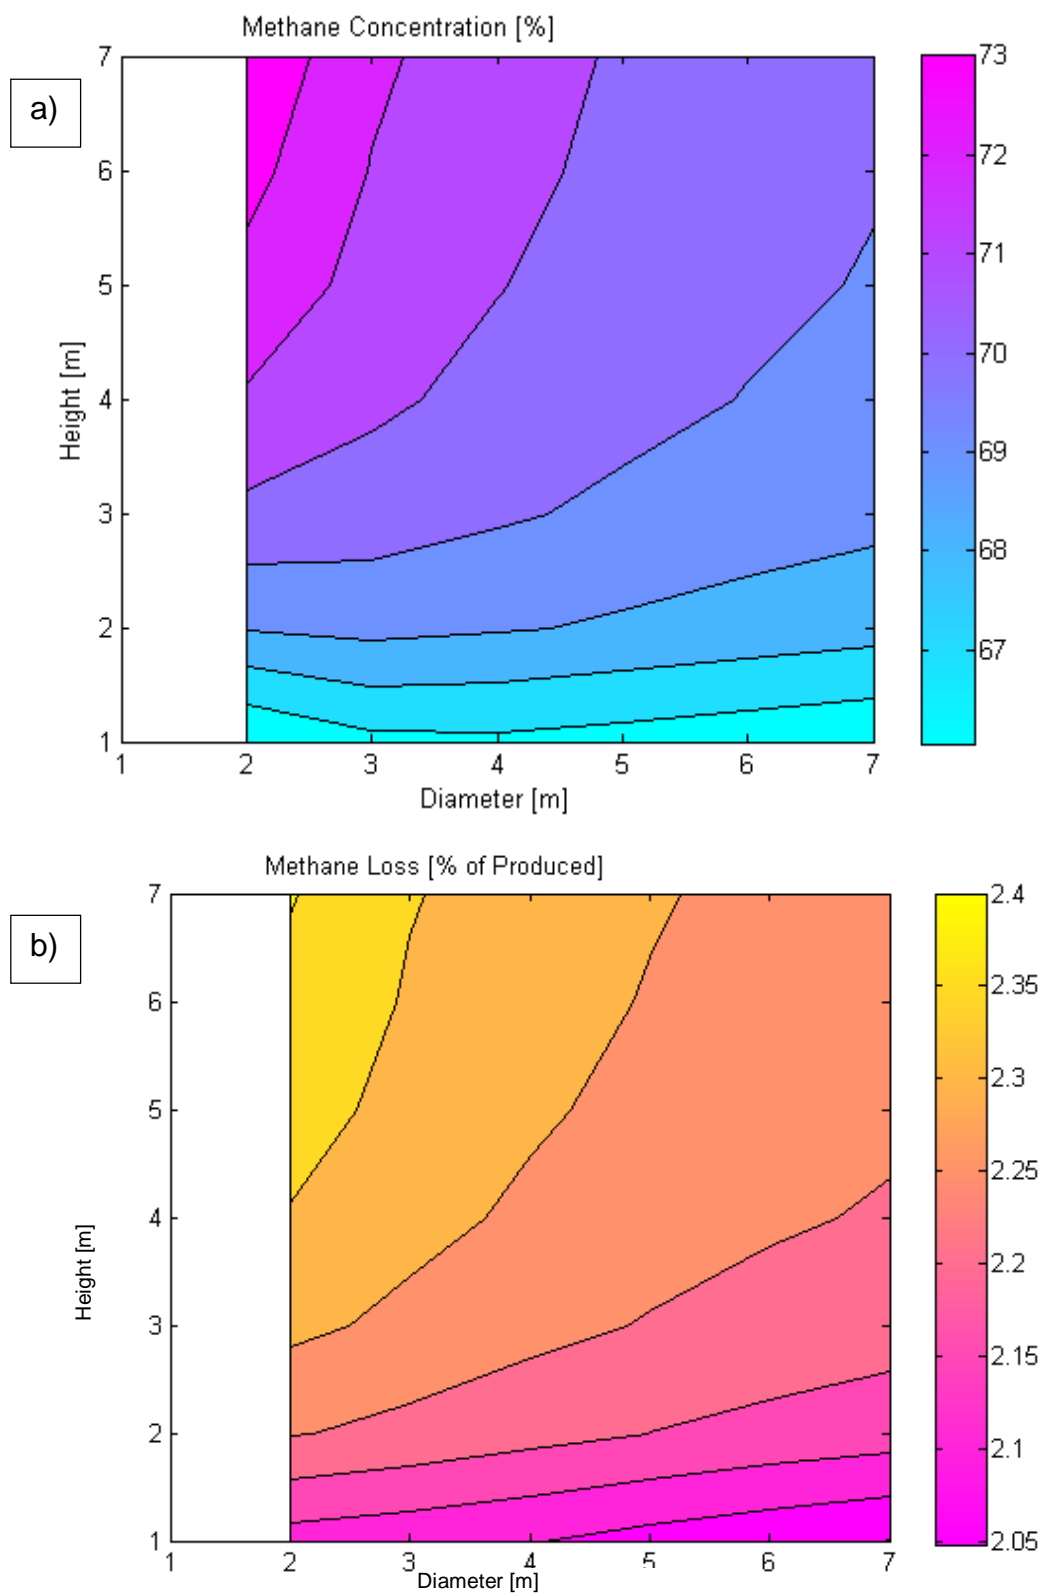 Methane Concentration [%]
a)
7
6
5
4
3
2
1
Height [m]
1 2 3 4 5 6 7
Diameter [m]
73
72
71
70
69
68
67
Methane Loss [% of Produced]
b)
7
6
5
4
3
2
1
Height [m]
1 2 3 4 5 6 7
Diameter [m]
2.4
2.35
2.3
2.25
2.2
2.15
2.1
2.05